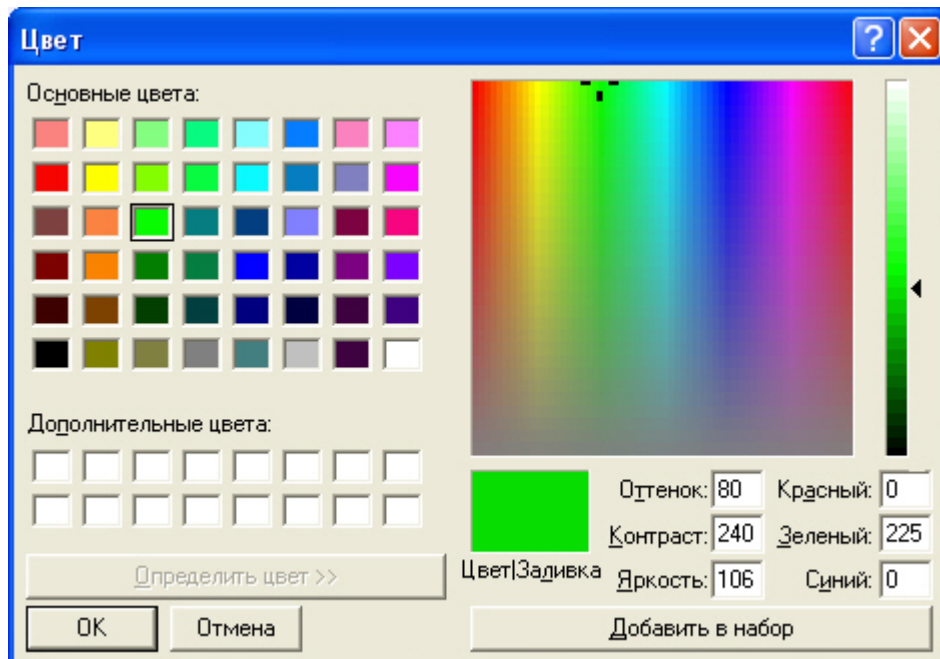 Цвет
Основные цвета:
Дополнительные цвета:
Определить цвет >>
OK
Отмена
Цвет|Заливка
Оттенок: 80
Контраст: 240
Яркость: 106
Красный: 0
Зеленый: 225
Синий: 0
Добавить в набор